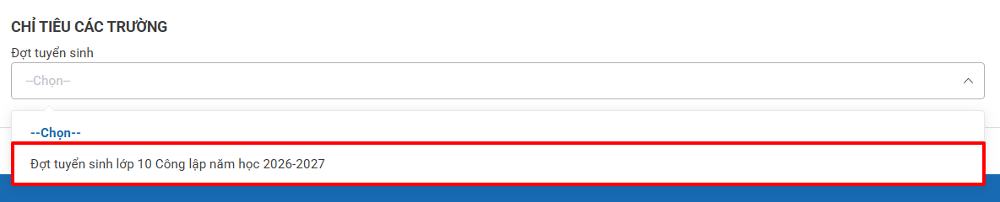 CHỈ TIÊU CÁC TRƯỜNG
Đợt tuyển sinh
--Chọn--
--Chọn--
Đợt tuyển sinh lớp 10 Công lập năm học 2026-2027